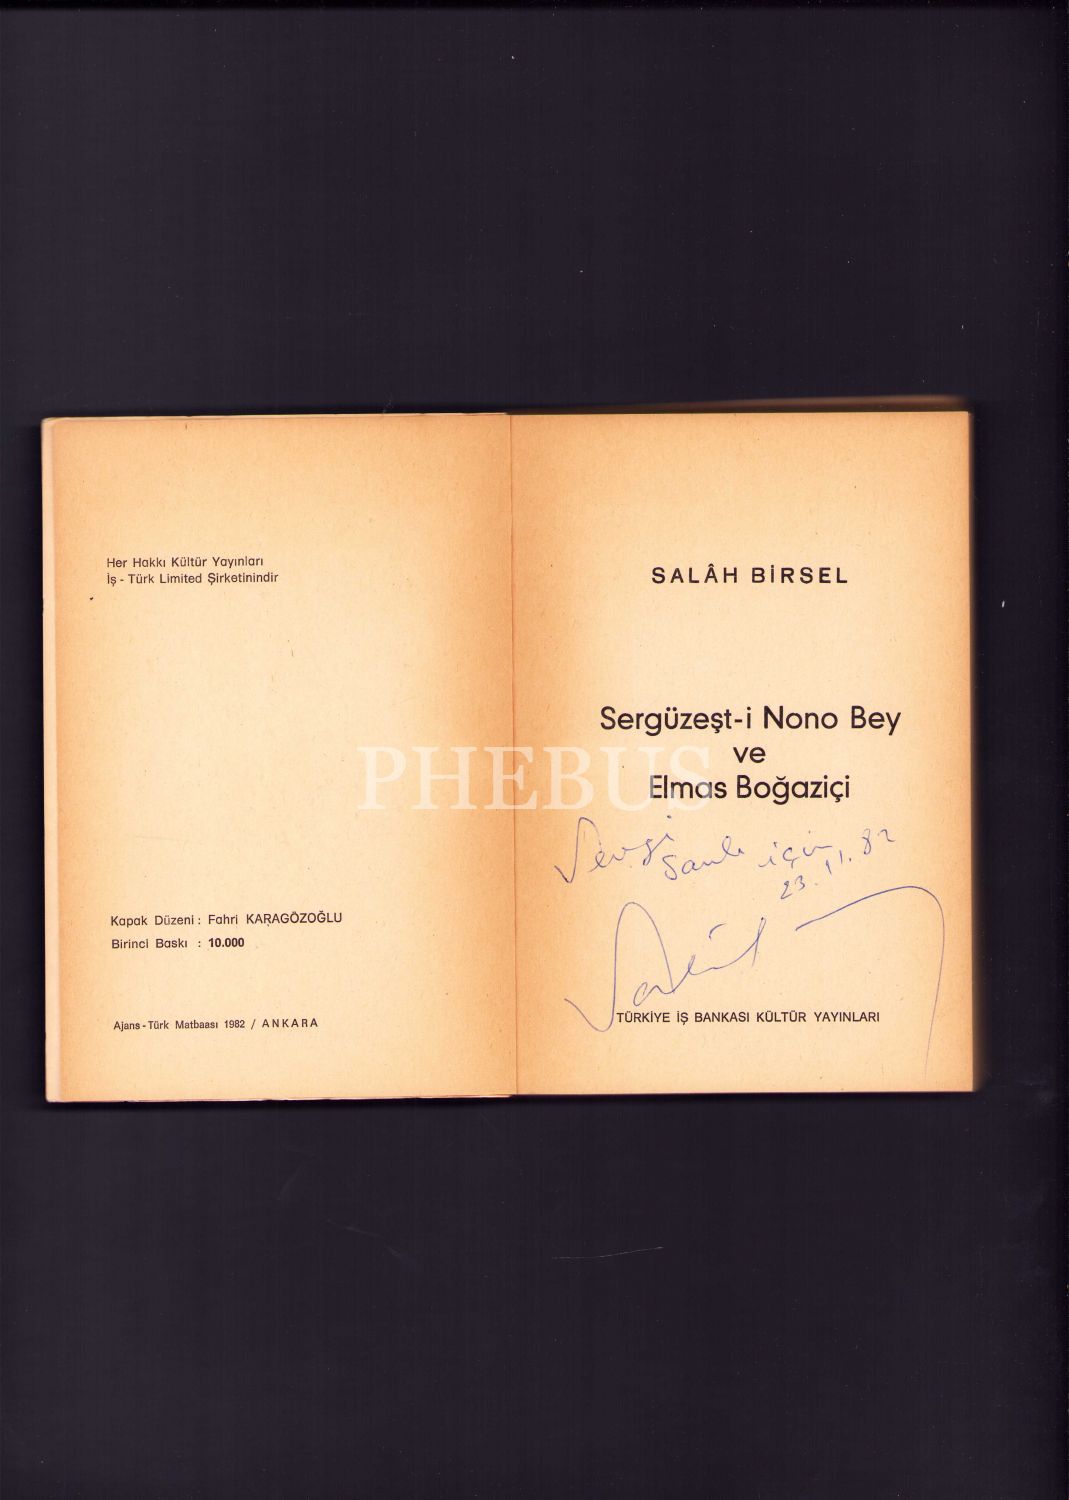 Her Hakkı Kültür Yayınları
İş - Türk Limited Şirketinindir
Kapak Düzeni : Fahri KARAGÖZOĞLU
Birinci Baskı : 10.000
Ajans - Türk Matbaası 1982 / ANKARA
SALÂH BİRSEL
Sergüzeşt-i Nono Bey
ve
Elmas Boğaziçi
PHEBUS
Sevgi Sanlı için
23.11.82
TÜRKİYE İŞ BANKASI KÜLTÜR YAYINLARI